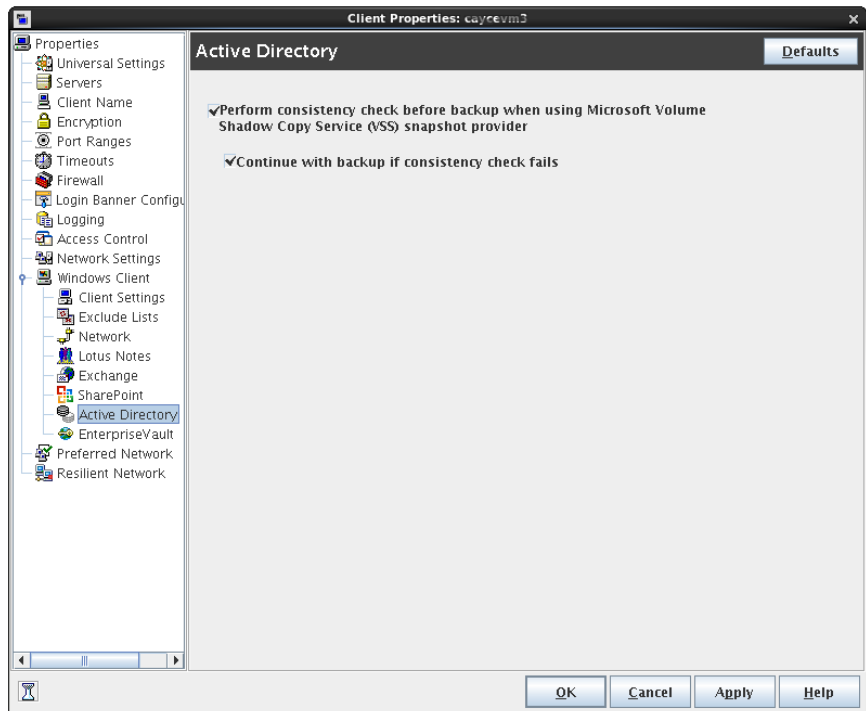 Client Properties: caycevm3
Properties
Universal Settings
Servers
Client Name
Encryption
Port Ranges
Timeouts
Firewall
Login Banner Configu
Logging
Access Control
Network Settings
Windows Client
Client Settings
Exclude Lists
Network
Lotus Notes
Exchange
SharePoint
Active Directory
EnterpriseVault
Preferred Network
Resilient Network
Active Directory
Defaults
Perform consistency check before backup when using Microsoft Volume
Shadow Copy Service (VSS) snapshot provider
Continue with backup if consistency check fails
OK
Cancel
Apply
Help